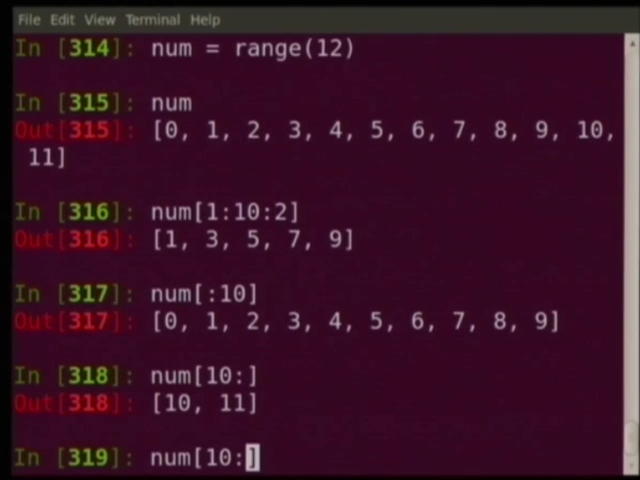 File Edit View Terminal Help
In [314]: num = range(12)
In [315]: num
Out[315]: [0, 1, 2, 3, 4, 5, 6, 7, 8, 9, 10,
11]
In [316]: num[1:10:2]
Out[316]: [1, 3, 5, 7, 9]
In [317]: num[:10]
Out[317]: [0, 1, 2, 3, 4, 5, 6, 7, 8, 9]
In [318]: num[10:]
Out[318]: [10, 11]
In [319]: num[10:]